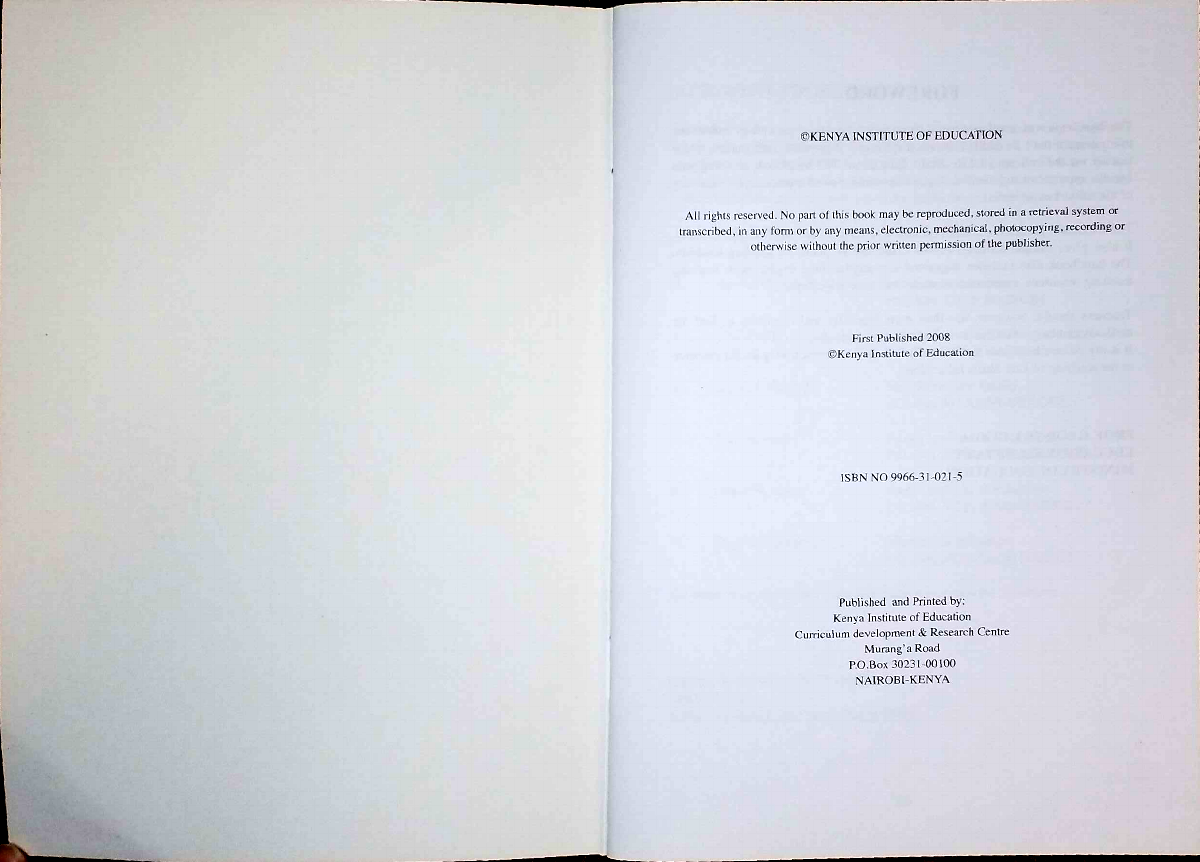 ©KENYA INSTITUTE OF EDUCATION
All rights reserved. No part of this book may be reproduced, stored in a retrieval system or
transcribed, in any form or by any means, electronic, mechanical, photocopying, recording or
otherwise without the prior written permission of the publisher.
First Published 2008
©Kenya Institute of Education
ISBN NO 9966-31-021-5
Published and Printed by:
Kenya Institute of Education
Curriculum development & Research Centre
Murang'a Road
P.O.Box 30231-00100
NAIROBI-KENYA